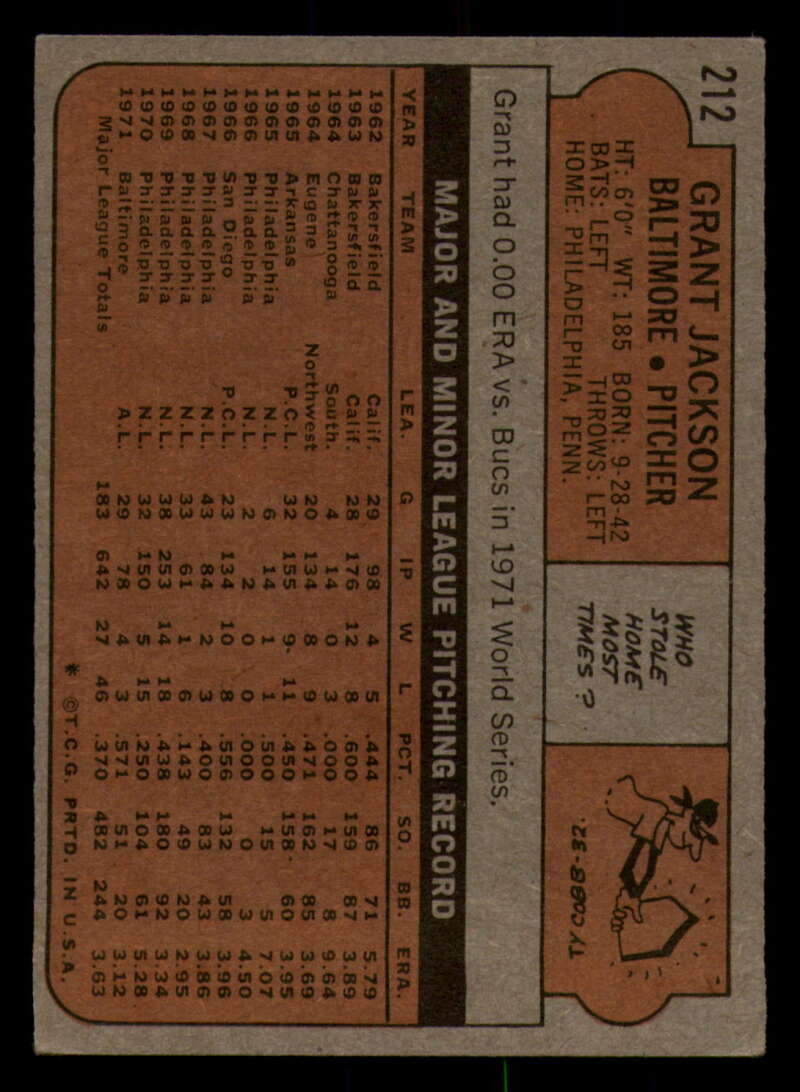 212
GRANT JACKSON
BALTIMORE • PITCHER
HT: 6'0" WT: 185 BORN: 9-28-42
BATS: LEFT THROWS: LEFT
HOME: PHILADELPHIA, PENN.
WHO
STOLE
HOME
MOST
TIMES?
TY COBB-32.
Grant had 0.00 ERA vs. Bucs in 1971 World Series.
MAJOR AND MINOR LEAGUE PITCHING RECORD
YEAR TEAM LEA. G IP W L PCT. SO. BB. ERA.
1962 Bakersfield Calif. 29 98 4 5 .444 86 71 5.79
1963 Bakersfield Calif. 28 176 12 8 .600 159 87 3.89
1964 Chattanooga South. 4 14 0 3 .000 17 8 9.64
1964 Eugene Northwest 20 134 8 9 .471 162 85 3.69
1965 Arkansas P.C.L. 32 155 9 11 .450 158 60 3.95
1965 Philadelphia N.L. 6 14 1 1 .500 15 5 7.07
1966 Philadelphia N.L. 2 2 0 0 .000 0 3 4.50
1966 San Diego P.C.L. 23 134 10 8 .556 132 58 3.96
1967 Philadelphia N.L. 43 84 2 3 .400 83 43 3.86
1968 Philadelphia N.L. 33 61 1 6 .143 49 20 2.95
1969 Philadelphia N.L. 38 253 14 18 .438 180 92 3.34
1970 Philadelphia N.L. 32 150 5 15 .250 104 61 5.28
1971 Baltimore A.L. 29 78 4 3 .571 51 20 3.12
Major League Totals 183 642 27 46 .370 482 244 3.63
* ©T.C.G. PRTD. IN U.S.A.